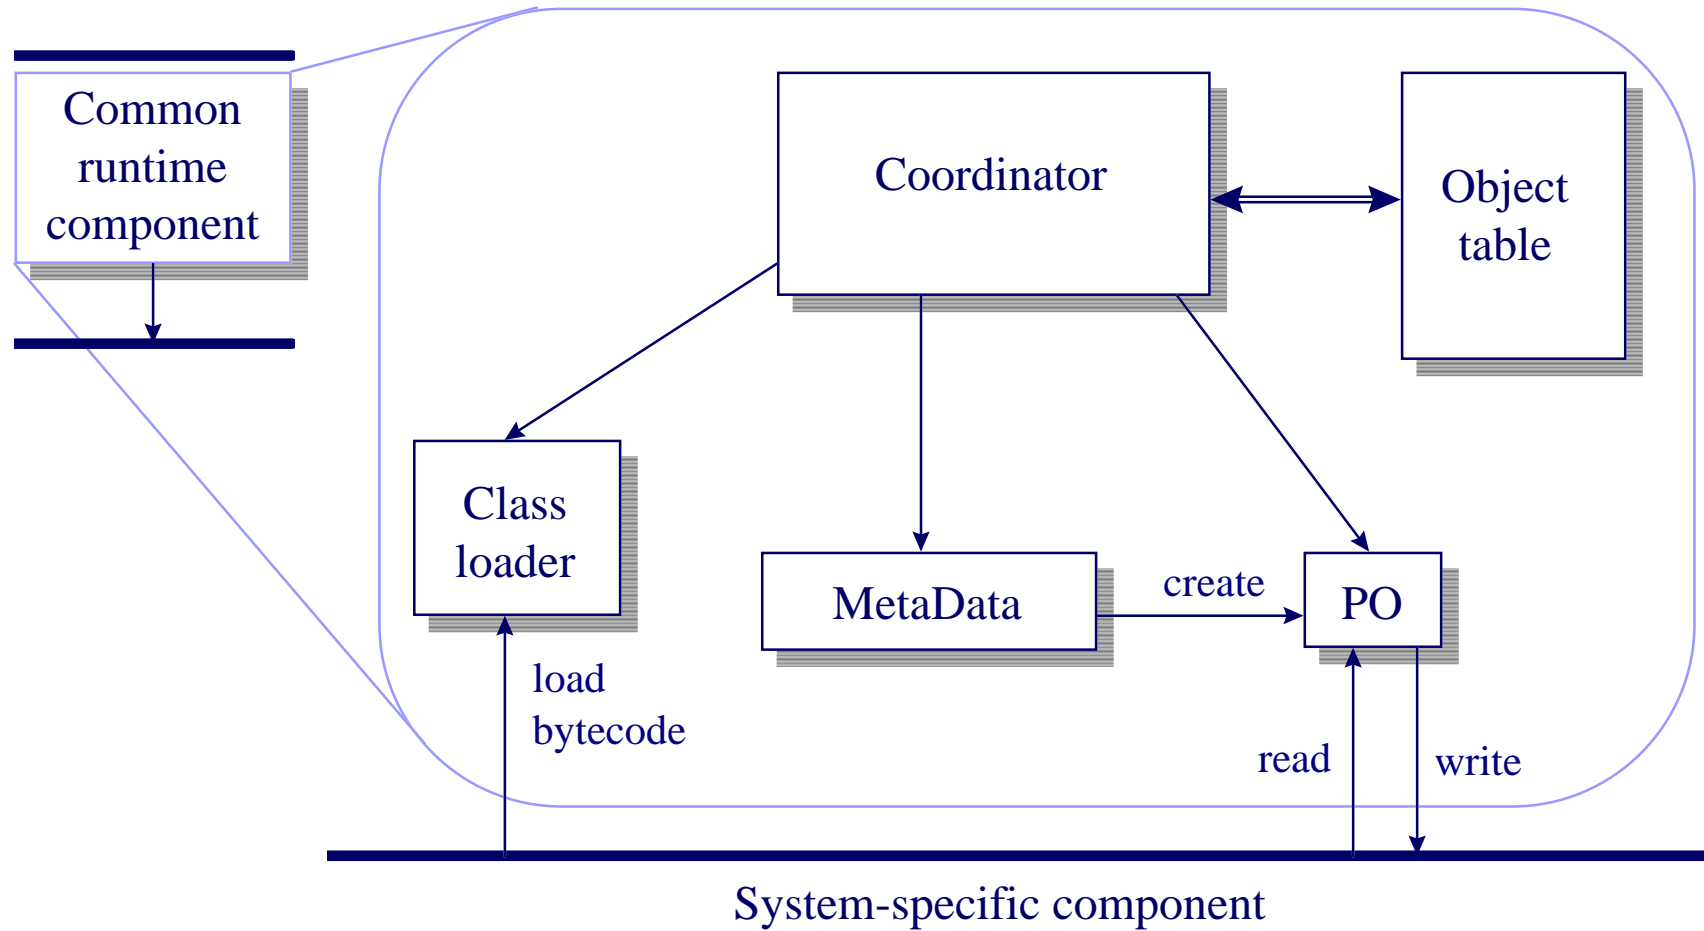 Common
runtime
component
Coordinator
Object
table
Class
loader
MetaData
create
PO
load
bytecode
read
write
System-specific component